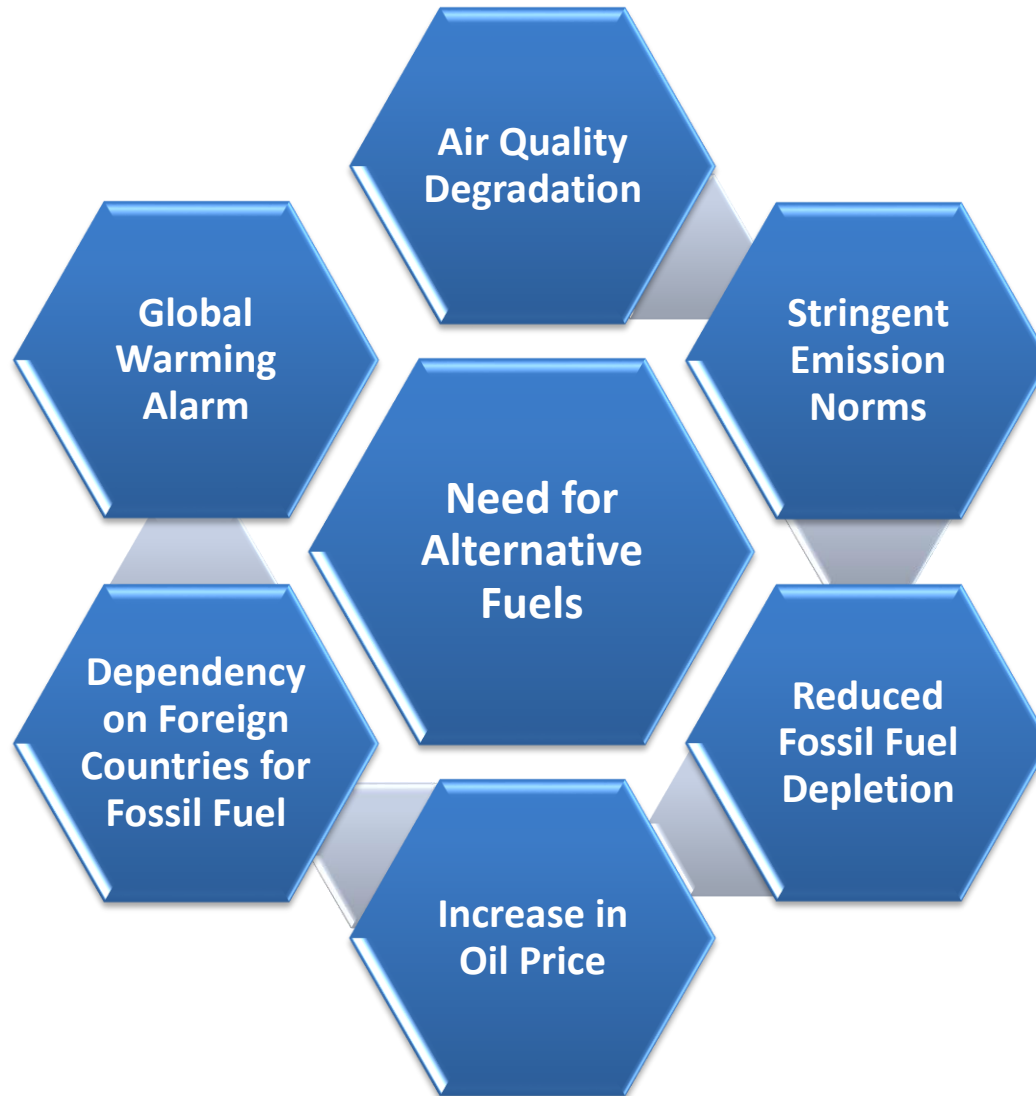 Air Quality
Degradation
Global
Warming
Alarm
Stringent
Emission
Norms
Need for
Alternative
Fuels
Dependency
on Foreign
Countries for
Fossil Fuel
Reduced
Fossil Fuel
Depletion
Increase in
Oil Price